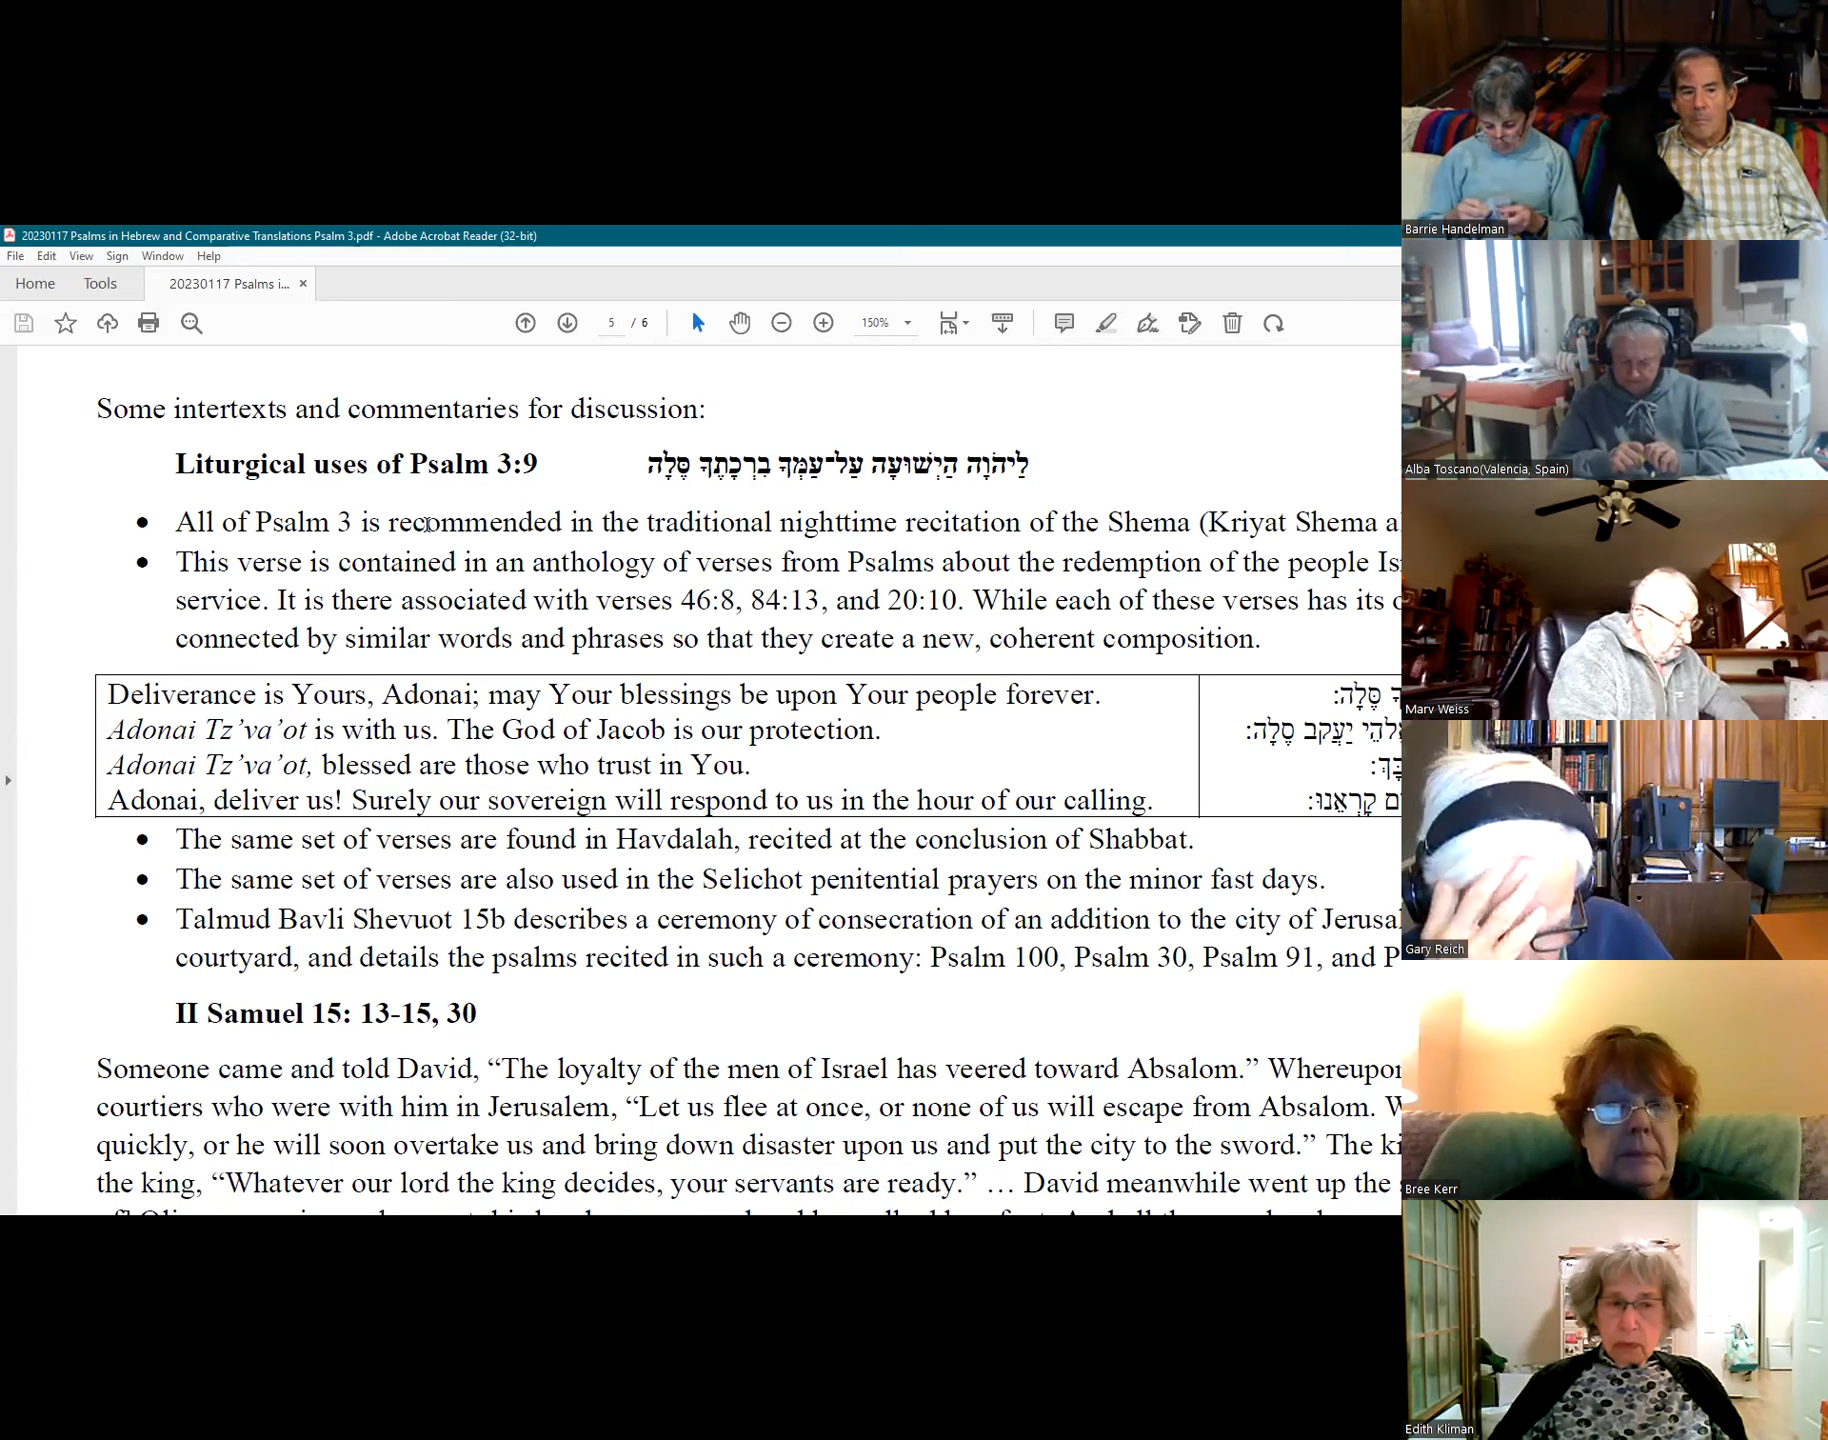 20230117 Psalms in Hebrew and Comparative Translations Psalm 3.pdf - Adobe Acrobat Reader (32-bit)
File Edit View Sign Window Help
Home Tools 20230117 Psalms i... ×
5 / 6 150%
Some intertexts and commentaries for discussion:
Liturgical uses of Psalm 3:9 לַיהוָה הַיְשׁוּעָה עַל־עַמְּךָ בִרְכָתֶךָ סֶּלָה
• All of Psalm 3 is recommended in the traditional nighttime recitation of the Shema (Kriyat Shema
• This verse is contained in an anthology of verses from Psalms about the redemption of the people
service. It is there associated with verses 46:8, 84:13, and 20:10. While each of these verses has its
connected by similar words and phrases so that they create a new, coherent composition.
Deliverance is Yours, Adonai; may Your blessings be upon Your people forever. סֶּלָה:
Adonai Tz’va’ot is with us. The God of Jacob is our protection. יַעֲקֹב סֶלָה:
Adonai Tz’va’ot, blessed are those who trust in You.
Adonai, deliver us! Surely our sovereign will respond to us in the hour of our calling. קָרְאֵנוּ:
• The same set of verses are found in Havdalah, recited at the conclusion of Shabbat.
• The same set of verses are also used in the Selichot penitential prayers on the minor fast days.
• Talmud Bavli Shevuot 15b describes a ceremony of consecration of an addition to the city of
courtyard, and details the psalms recited in such a ceremony: Psalm 100, Psalm 30, Psalm 91, and
II Samuel 15: 13-15, 30
Someone came and told David, “The loyalty of the men of Israel has veered toward Absalom.” Whereupon
courtiers who were with him in Jerusalem, “Let us flee at once, or none of us will escape from Absalom.
quickly, or he will soon overtake us and bring down disaster upon us and put the city to the sword.” The
the king, “Whatever our lord the king decides, your servants are ready.” … David meanwhile went up the
Barrie Handelman
Alba Toscano(Valencia, Spain)
Marv Weiss
Gary Reich
Bree Kerr
Edith Kliman